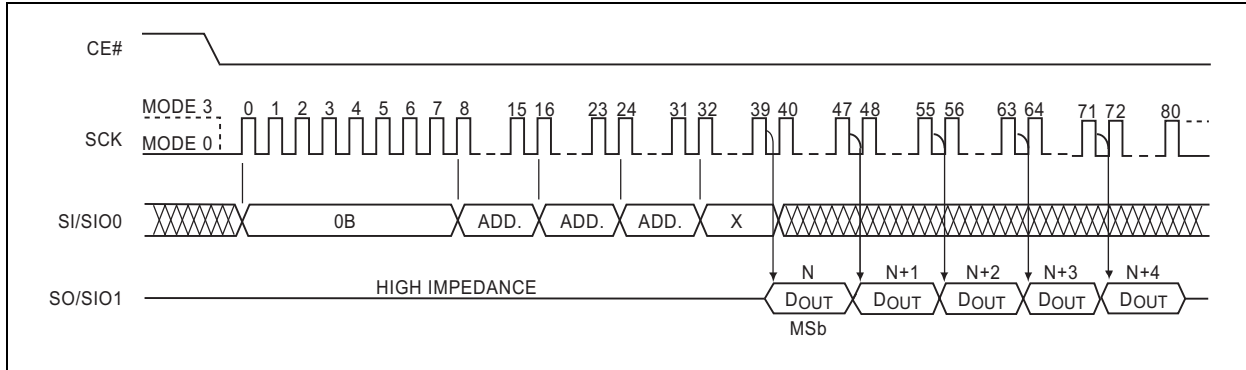 CE#
MODE 3
0 1 2 3 4 5 6 7 8 15 16 23 24 31 32 39 40 47 48 55 56 63 64 71 72 80
SCK
MODE 0
SI/SIO0
0B
ADD.
ADD.
ADD.
X
N
N+1
N+2
N+3
N+4
HIGH IMPEDANCE
SO/SIO1
DOUT
DOUT
DOUT
DOUT
DOUT
MSb